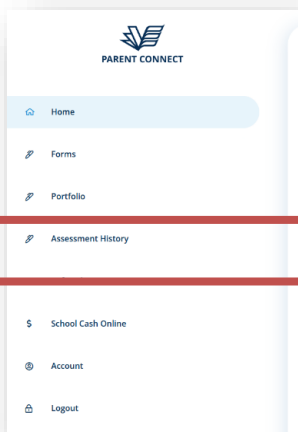 PARENT CONNECT
Home
Forms
Portfolio
Assessment History
$ School Cash Online
Account
Logout